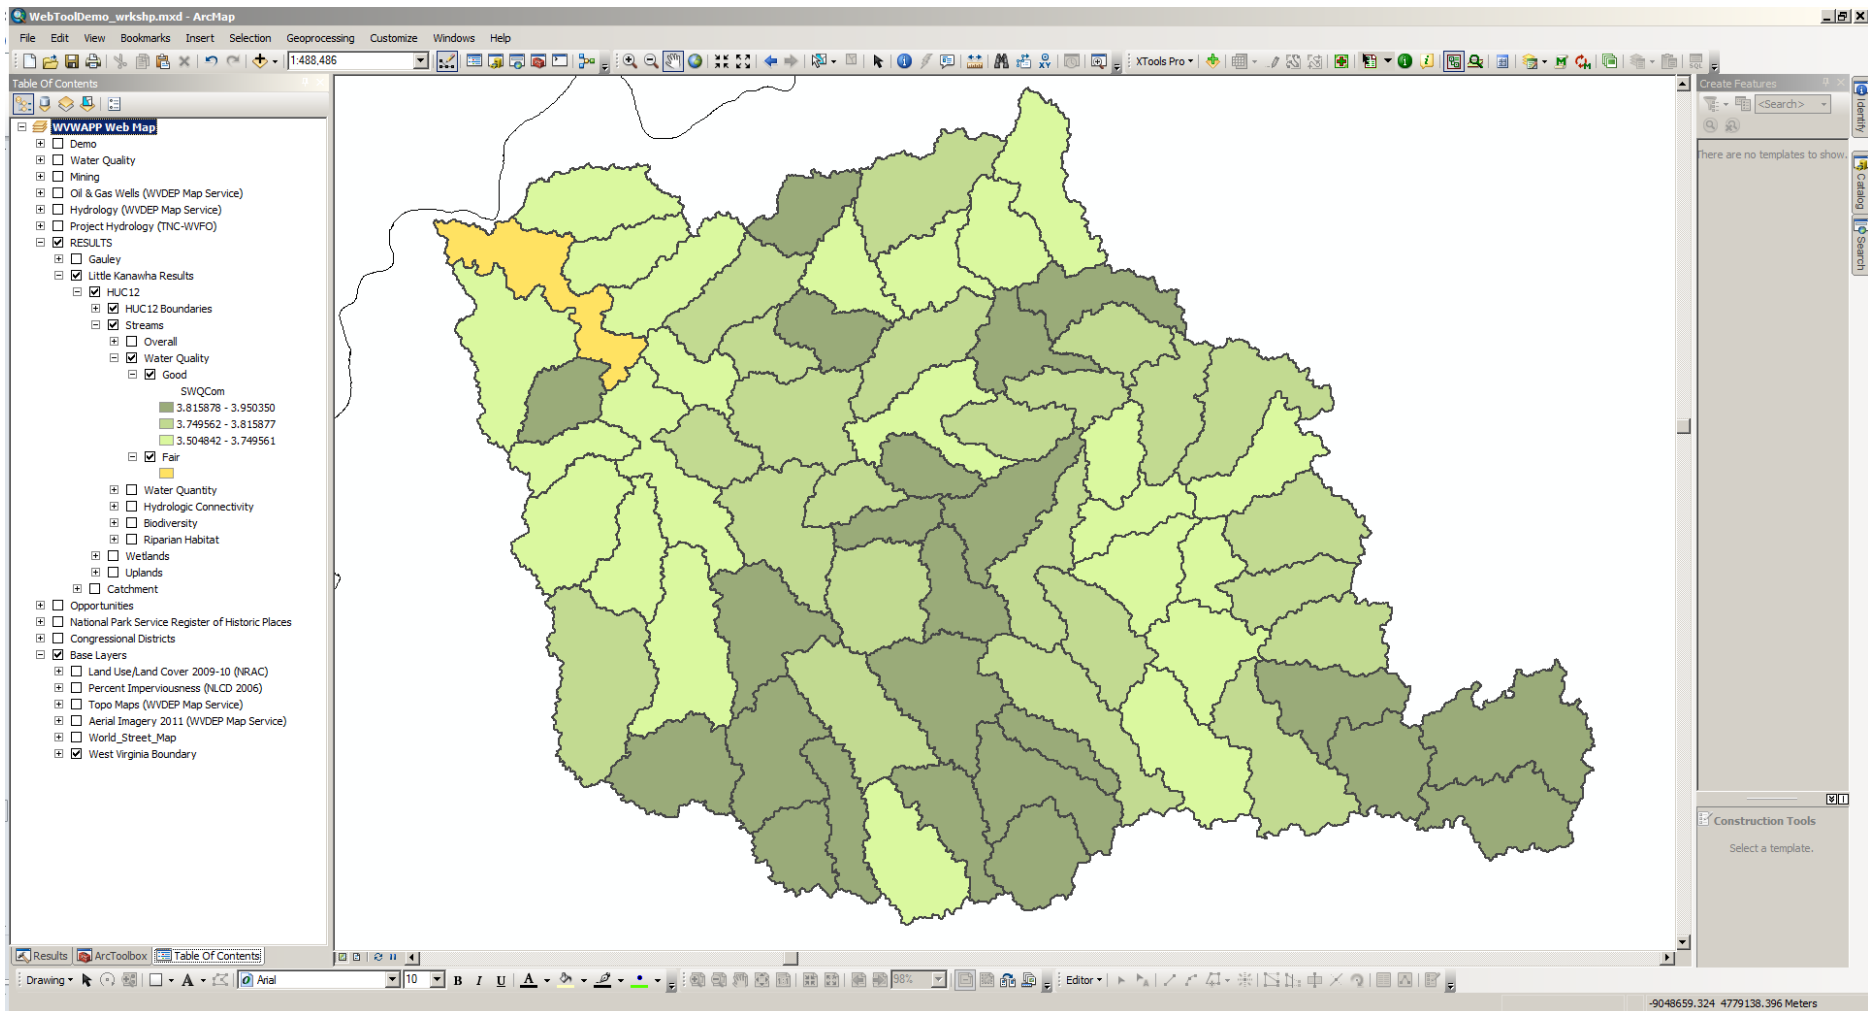 WebToolDemo_wrkshp.mxd - ArcMap
File Edit View Bookmarks Insert Selection Geoprocessing Customize Windows Help
1:488,486
XTools Pro
Table Of Contents
WVWAPP Web Map
Demo
Water Quality
Mining
Oil & Gas Wells (WVDEP Map Service)
Hydrology (WVDEP Map Service)
Project Hydrology (TNC-WVFO)
RESULTS
Gauley
Little Kanawha Results
HUC12
HUC12 Boundaries
Streams
Overall
Water Quality
Good
SWQCom
3.815878 - 3.950350
3.749562 - 3.815877
3.504842 - 3.749561
Fair
Water Quantity
Hydrologic Connectivity
Biodiversity
Riparian Habitat
Wetlands
Uplands
Catchment
Opportunities
National Park Service Register of Historic Places
Congressional Districts
Base Layers
Land Use/Land Cover 2009-10 (NRAC)
Percent Imperviousness (NLCD 2006)
Topo Maps (WVDEP Map Service)
Aerial Imagery 2011 (WVDEP Map Service)
World_Street_Map
West Virginia Boundary
Results ArcToolbox Table Of Contents
Create Features
<Search>
There are no templates to show.
Construction Tools
Select a template.
Identify
Catalog
Search
Drawing Arial 10 B I U A 98% Editor
-9048659.324 4779138.396 Meters